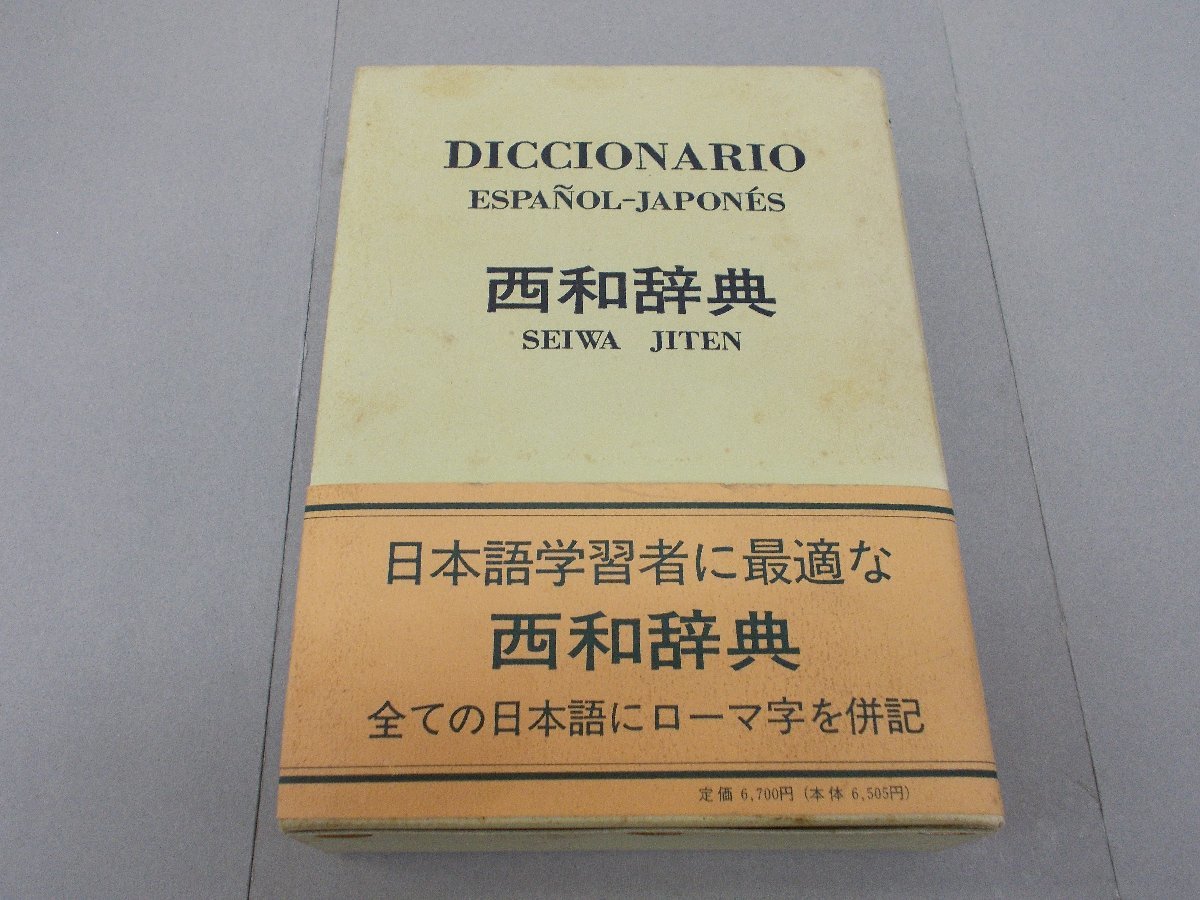 DICCIONARIO
ESPAÑOL-JAPONÉS
西和辞典
SEIWA JITEN
日本語学習者に最適な
西和辞典
全ての日本語にローマ字を併記
定価 6,700円 (本体 6,505円)